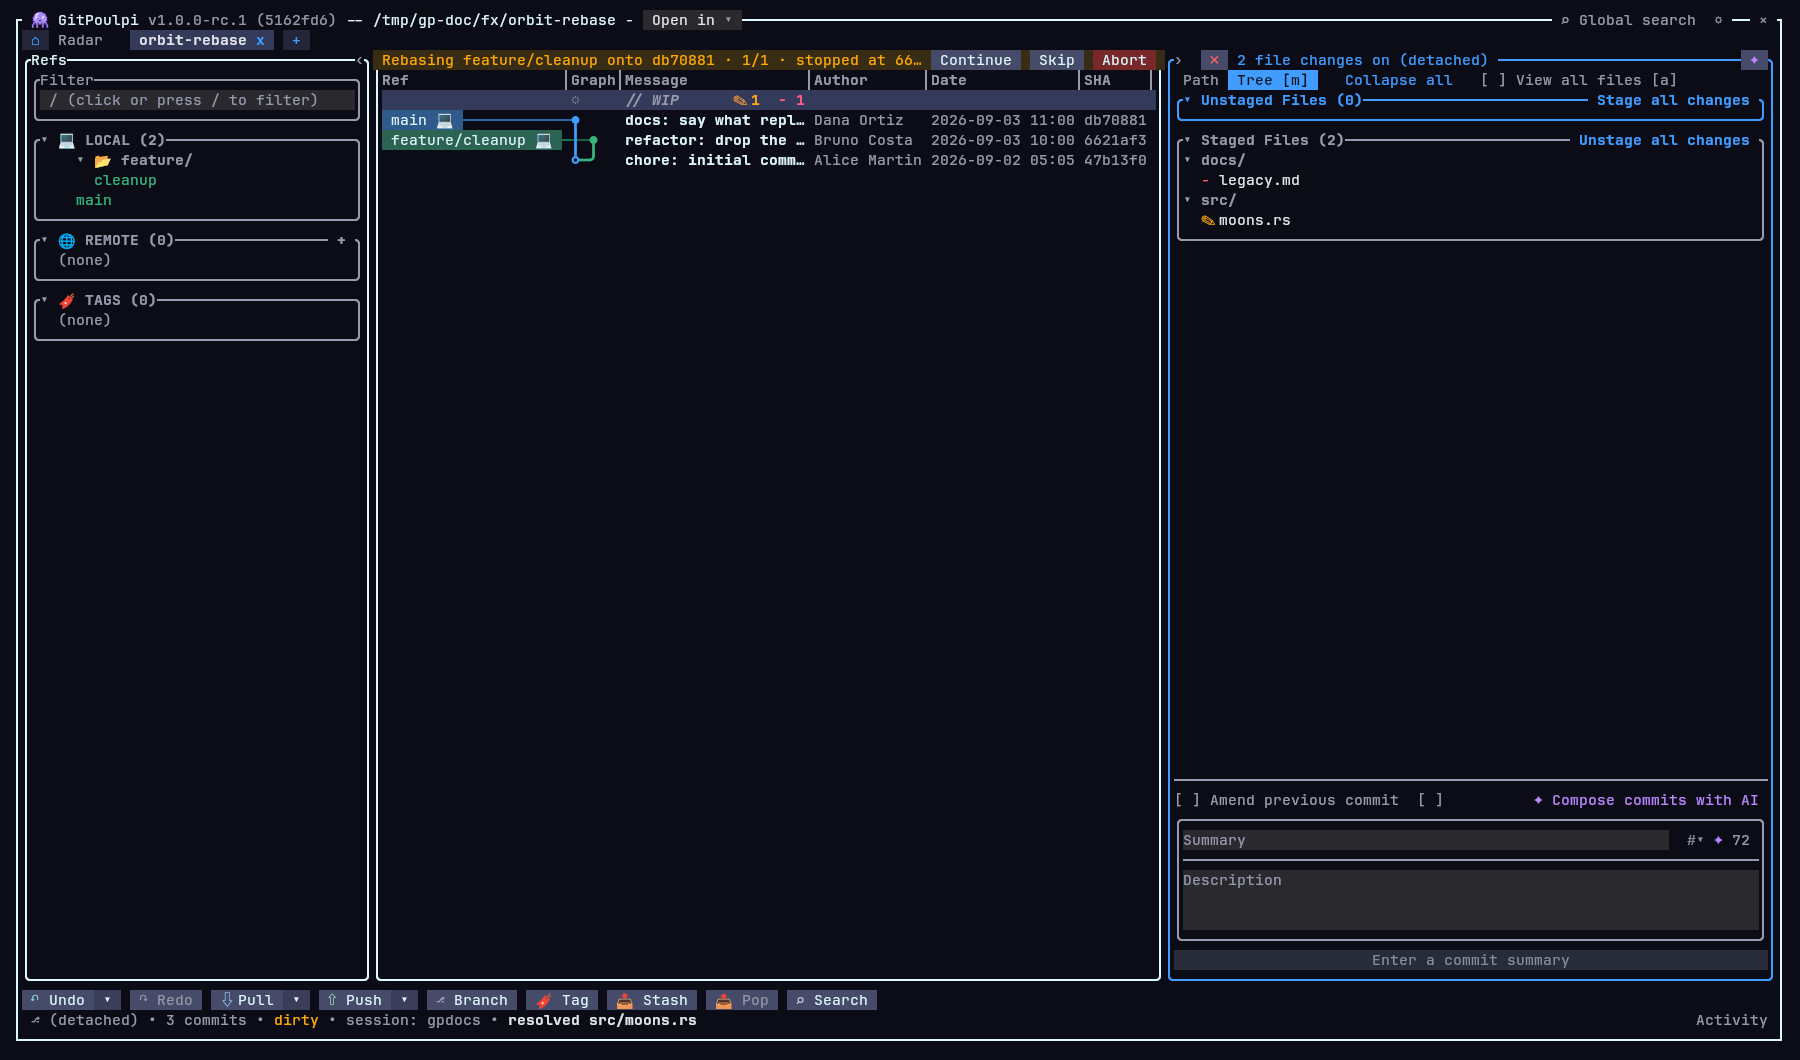 GitPoulpi v1.0.0-rc.1 (5162fd6) —— /tmp/gp-doc/fx/orbit-rebase - Open in ▾ ⌕ Global search ⚙ ×
⌂ Radar orbit-rebase x +
Refs ‹
Filter
/ (click or press / to filter)
▾ 💻 LOCAL (2)
▾ 📂 feature/
cleanup
main
▾ 🌐 REMOTE (0) +
(none)
▾ 🔖 TAGS (0)
(none)
Rebasing feature/cleanup onto db70881 · 1/1 · stopped at 66… Continue Skip Abort
Ref Graph Message Author Date SHA
// WIP ✎ 1 - 1
main 💻 docs: say what repl… Dana Ortiz 2026-09-03 11:00 db70881
feature/cleanup 💻 refactor: drop the … Bruno Costa 2026-09-03 10:00 6621af3
chore: initial comm… Alice Martin 2026-09-02 05:05 47b13f0
› ✕ 2 file changes on (detached) ✦
Path Tree [m] Collapse all [ ] View all files [a]
▾ Unstaged Files (0) Stage all changes
▾ Staged Files (2) Unstage all changes
▾ docs/
- legacy.md
▾ src/
✎ moons.rs
[ ] Amend previous commit [ ] ✦ Compose commits with AI
Summary #▾ ✦ 72
Description
Enter a commit summary
↶ Undo ▾ ↷ Redo ⇩ Pull ▾ ⇧ Push ▾ ⎇ Branch 🔖 Tag 📥 Stash 📤 Pop ⌕ Search
⎇ (detached) • 3 commits • dirty • session: gpdocs • resolved src/moons.rs Activity